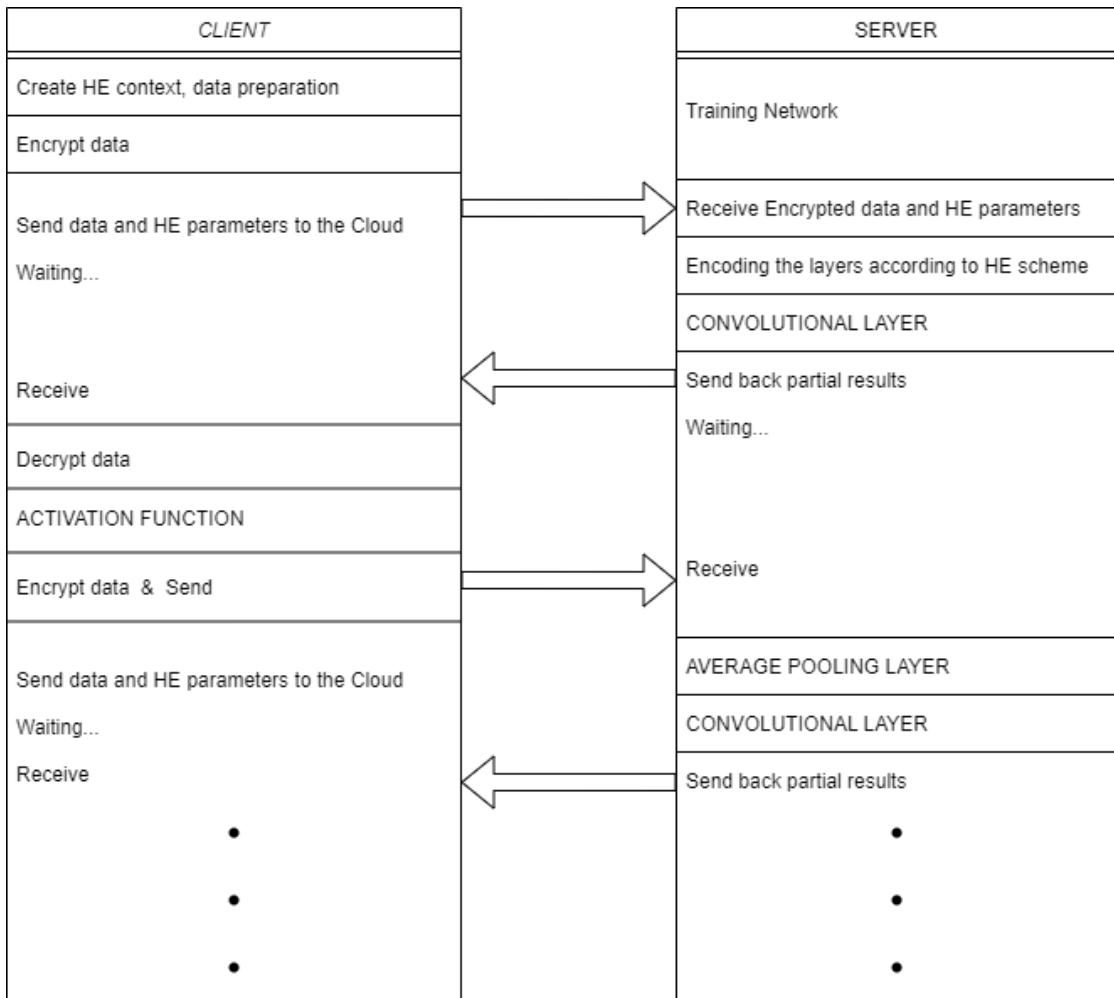 CLIENT
Create HE context, data preparation
Encrypt data
Send data and HE parameters to the Cloud
Waiting...
Receive
Decrypt data
ACTIVATION FUNCTION
Encrypt data & Send
Send data and HE parameters to the Cloud
Waiting...
Receive
SERVER
Training Network
Receive Encrypted data and HE parameters
Encoding the layers according to HE scheme
CONVOLUTIONAL LAYER
Send back partial results
Waiting...
Receive
AVERAGE POOLING LAYER
CONVOLUTIONAL LAYER
Send back partial results